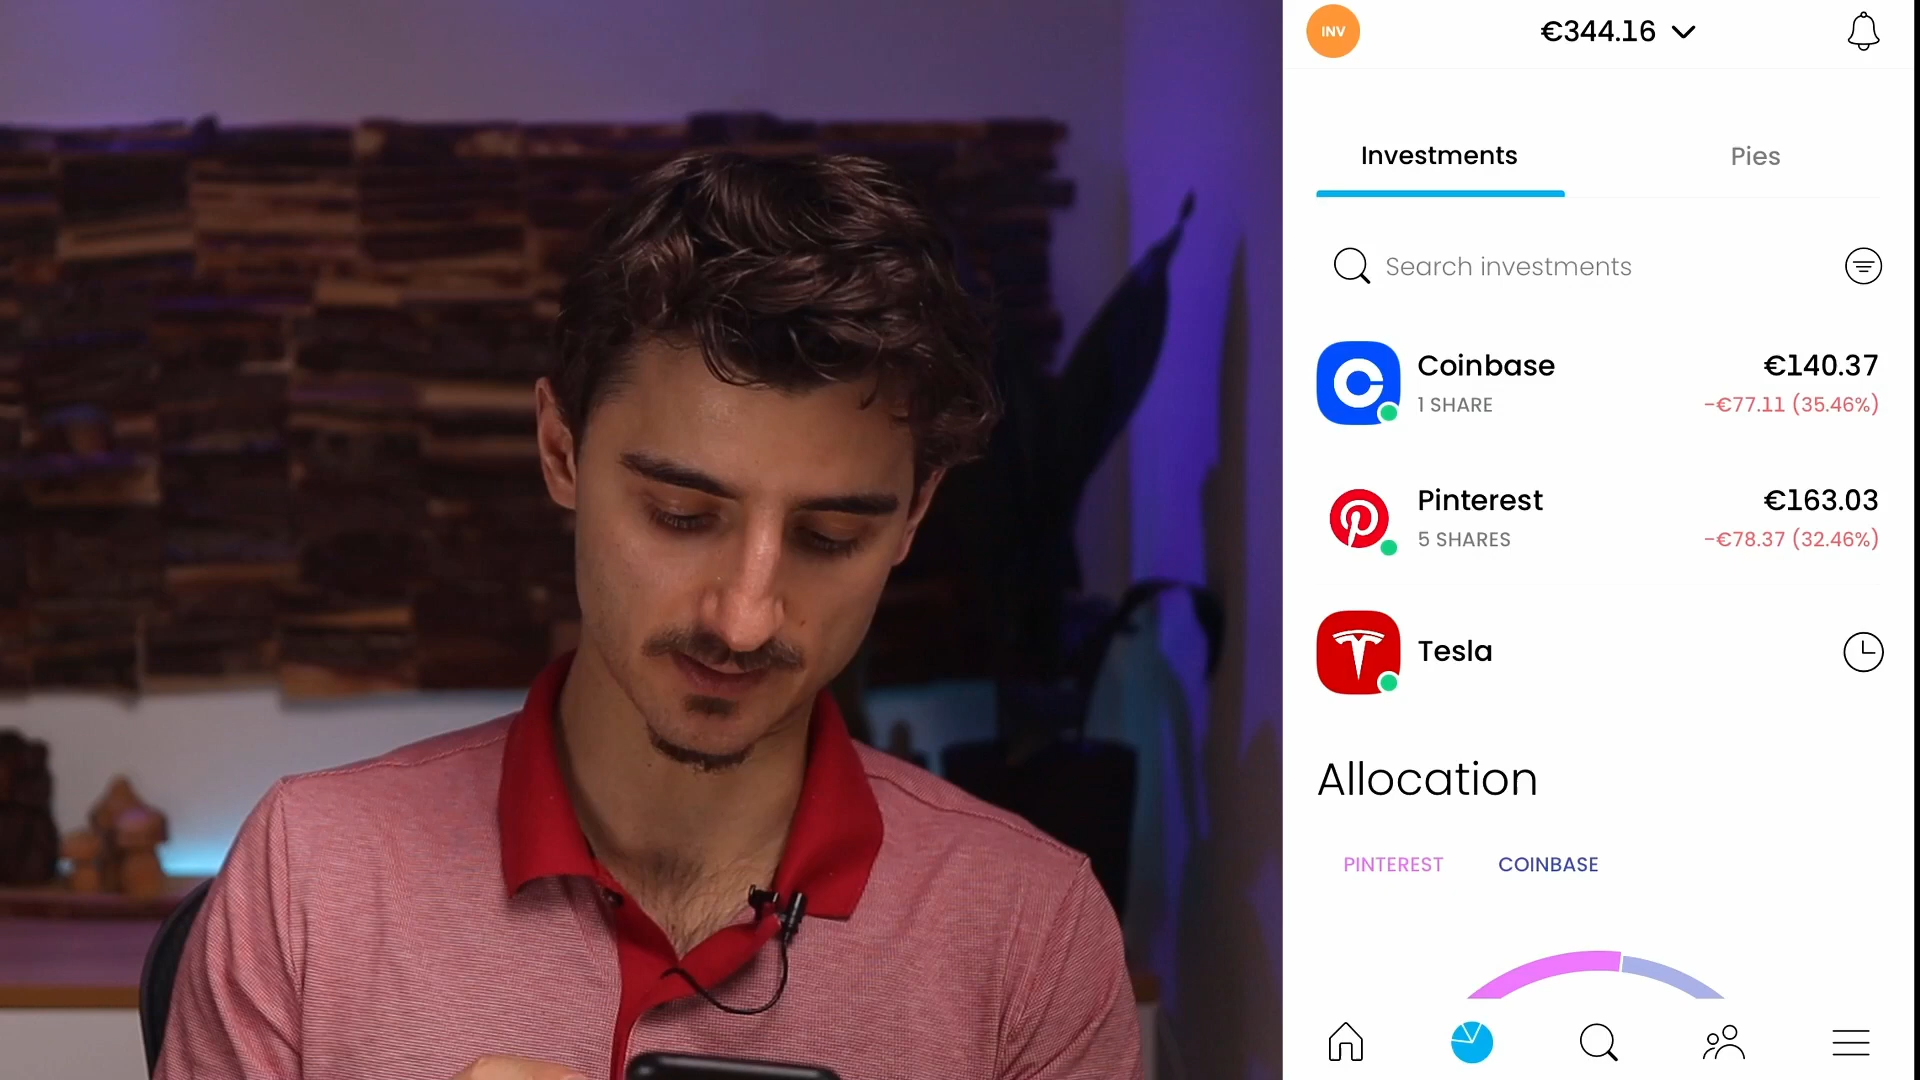 INV
€344.16
Investments
Pies
Search investments
Coinbase
€140.37
1 SHARE
-€77.11 (35.46%)
Pinterest
€163.03
5 SHARES
-€78.37 (32.46%)
Tesla
Allocation
PINTEREST
COINBASE